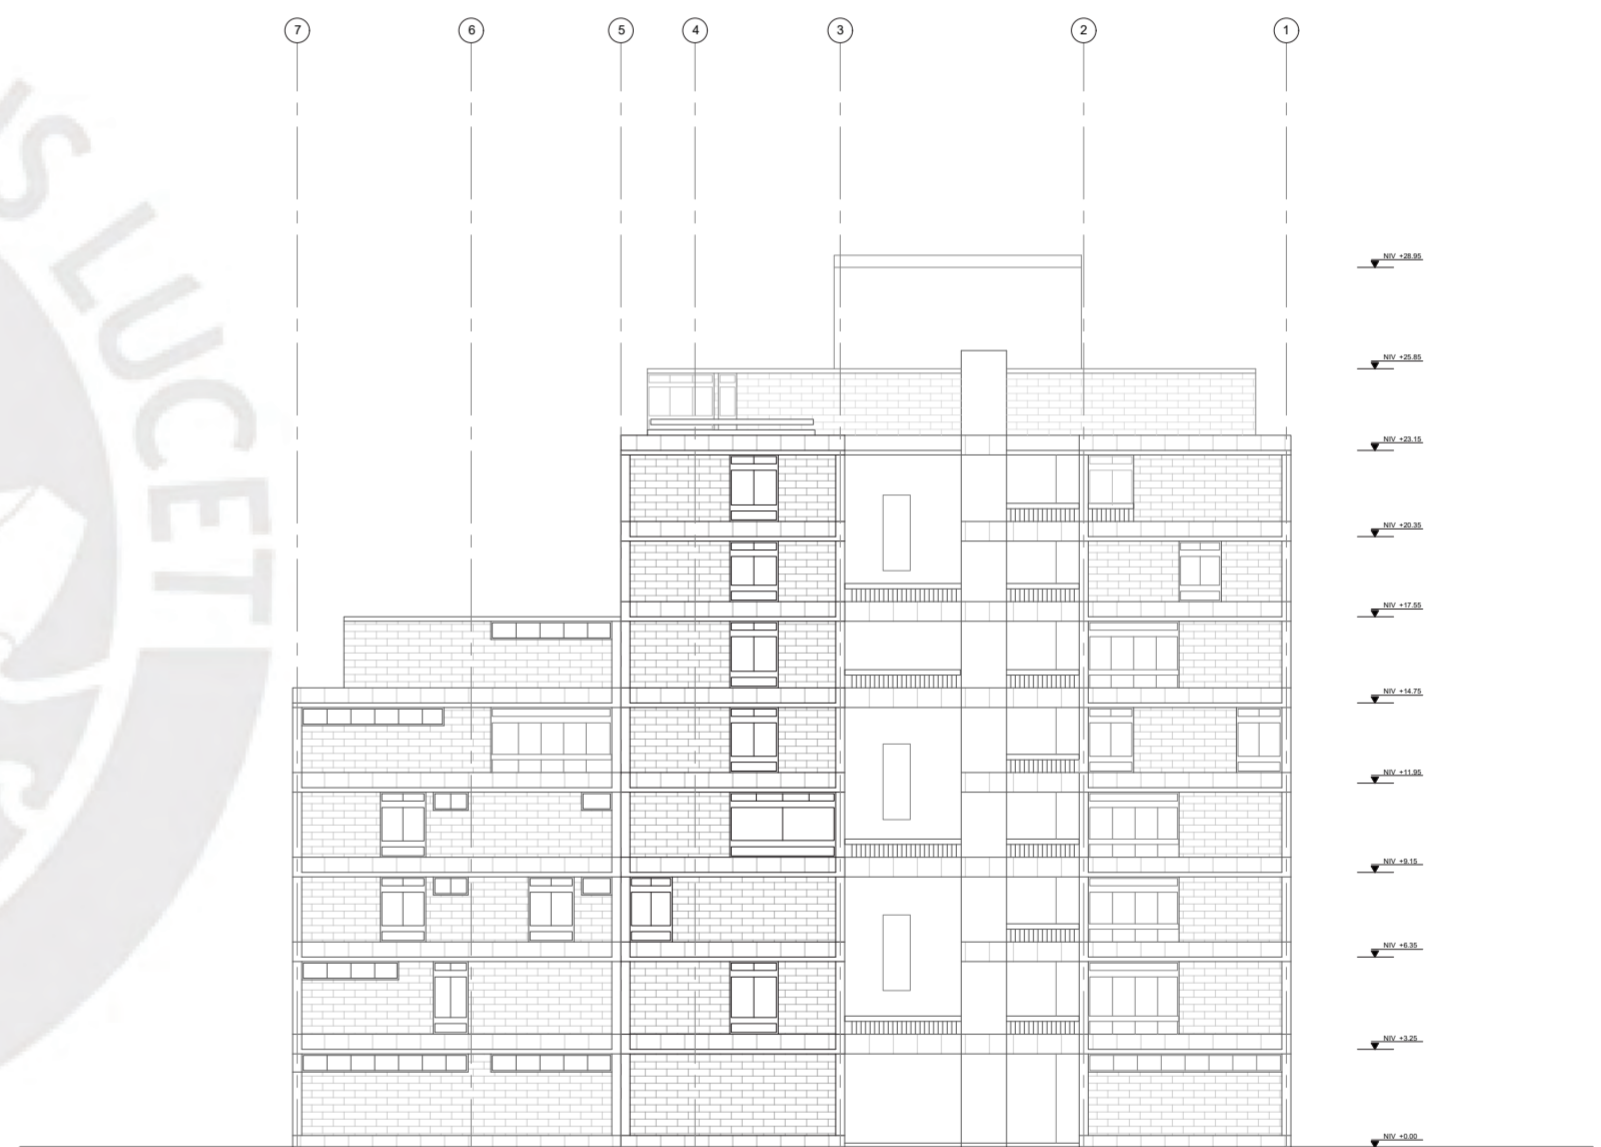 7 6 5 4 3 2 1
NIV +28.95
NIV +25.85
NIV +23.15
NIV +20.35
NIV +17.55
NIV +14.75
NIV +11.95
NIV +9.15
NIV +6.35
NIV +3.25
NIV +0.00
IS LUCET